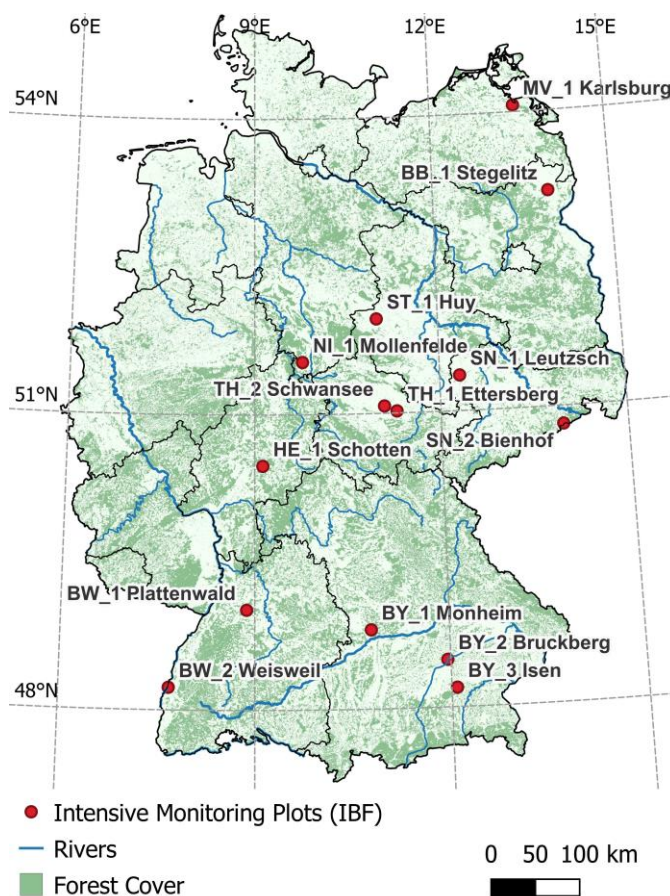 6°E 9°E 12°E 15°E
54°N
MV_1 Karlsburg
BB_1 Stegelitz
ST_1 Huy
NI_1 Mollenfelde
SN_1 Leutzsch
51°N
TH_2 Schwansee
TH_1 Ettersberg
SN_2 Bienhof
HE_1 Schotten
BW_1 Plattenwald
BY_1 Monheim
BY_2 Bruckberg
BW_2 Weisweil
BY_3 Isen
48°N
Intensive Monitoring Plots (IBF)
Rivers
0 50 100 km
Forest Cover